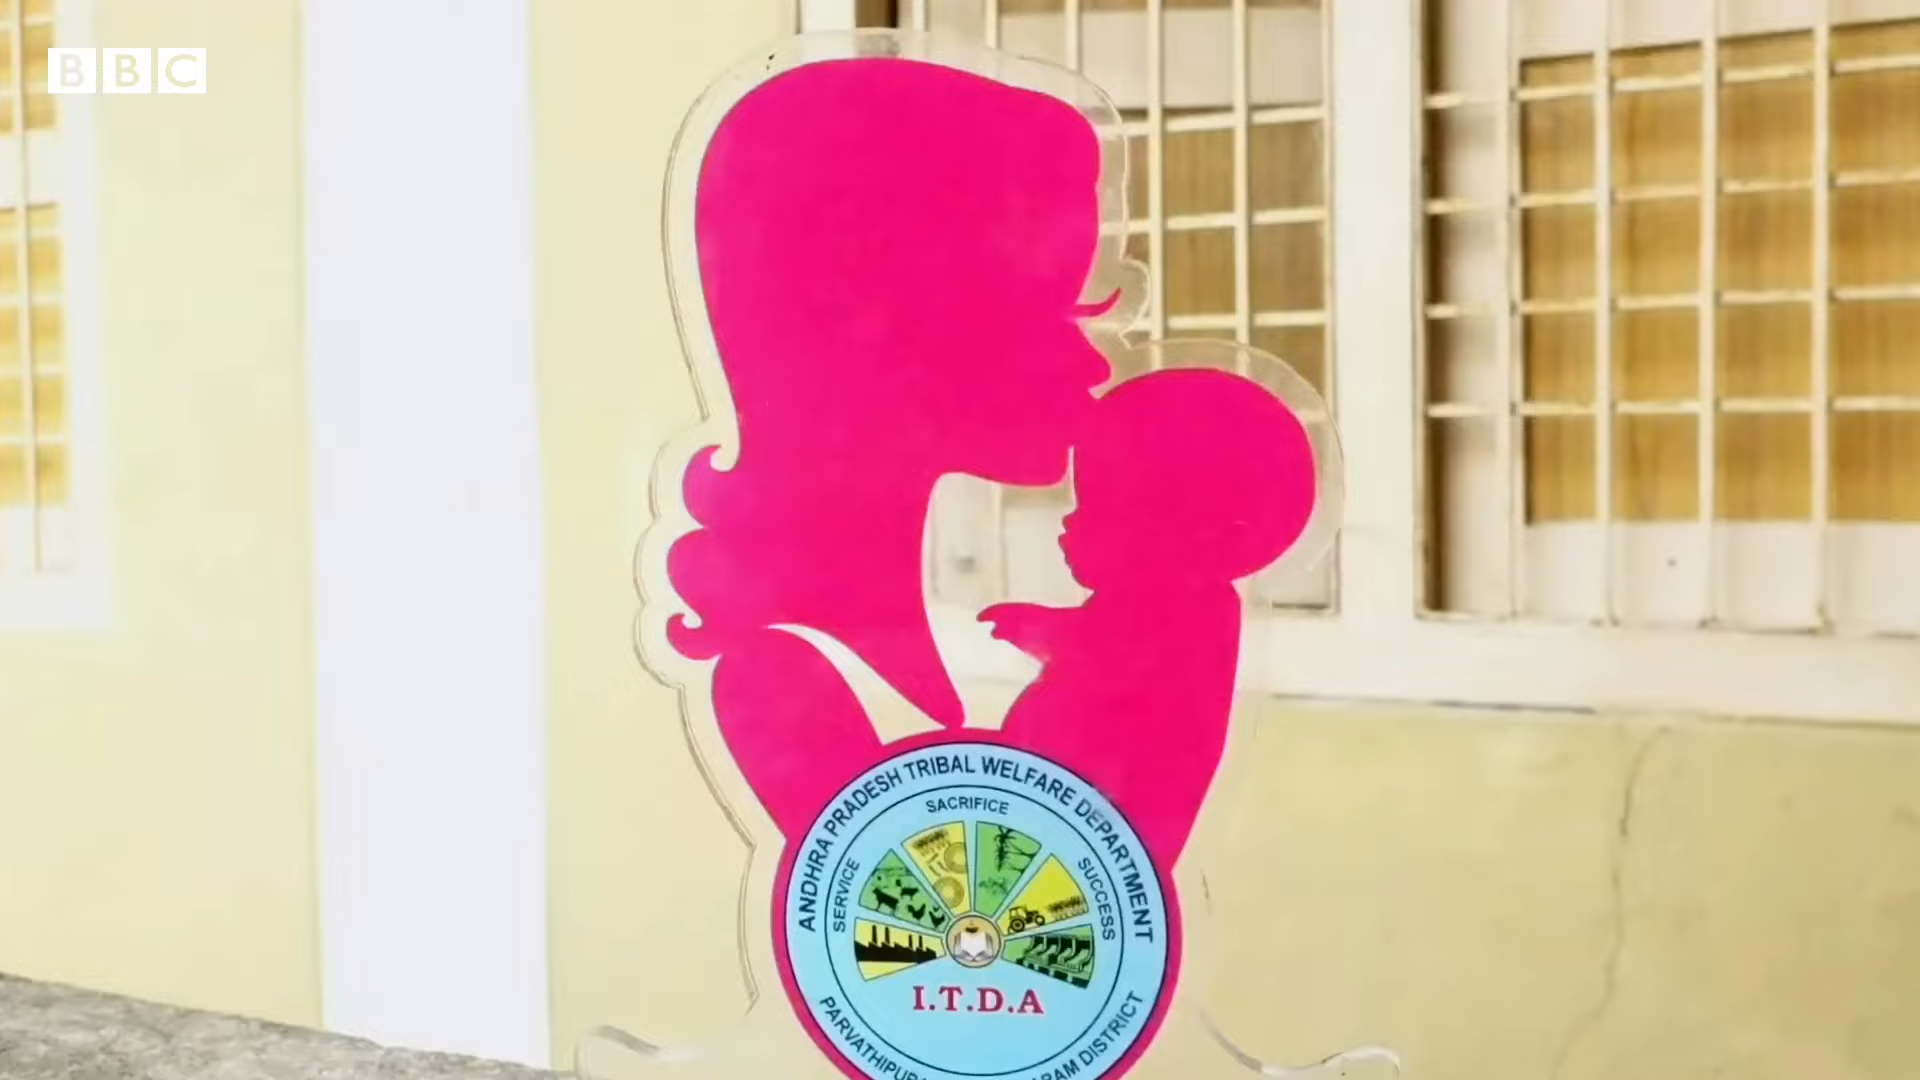 BBC
ANDHRA PRADESH TRIBAL WELFARE DEPARTMENT
SERVICE
SACRIFICE
SUCCESS
I.T.D.A
DISTRICT